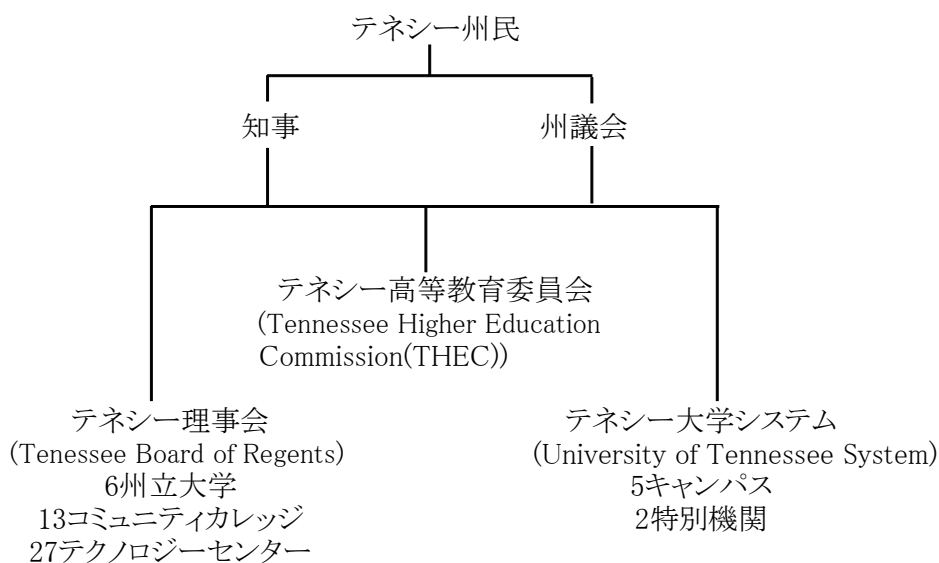 テネシー州民
知事
州議会
テネシー高等教育委員会
(Tennessee Higher Education
Commission(THEC))
テネシー理事会
(Tenessee Board of Regents)
6州立大学
13コミュニティカレッジ
27テクノロジーセンター
テネシー大学システム
(University of Tennessee System)
5キャンパス
2特別機関